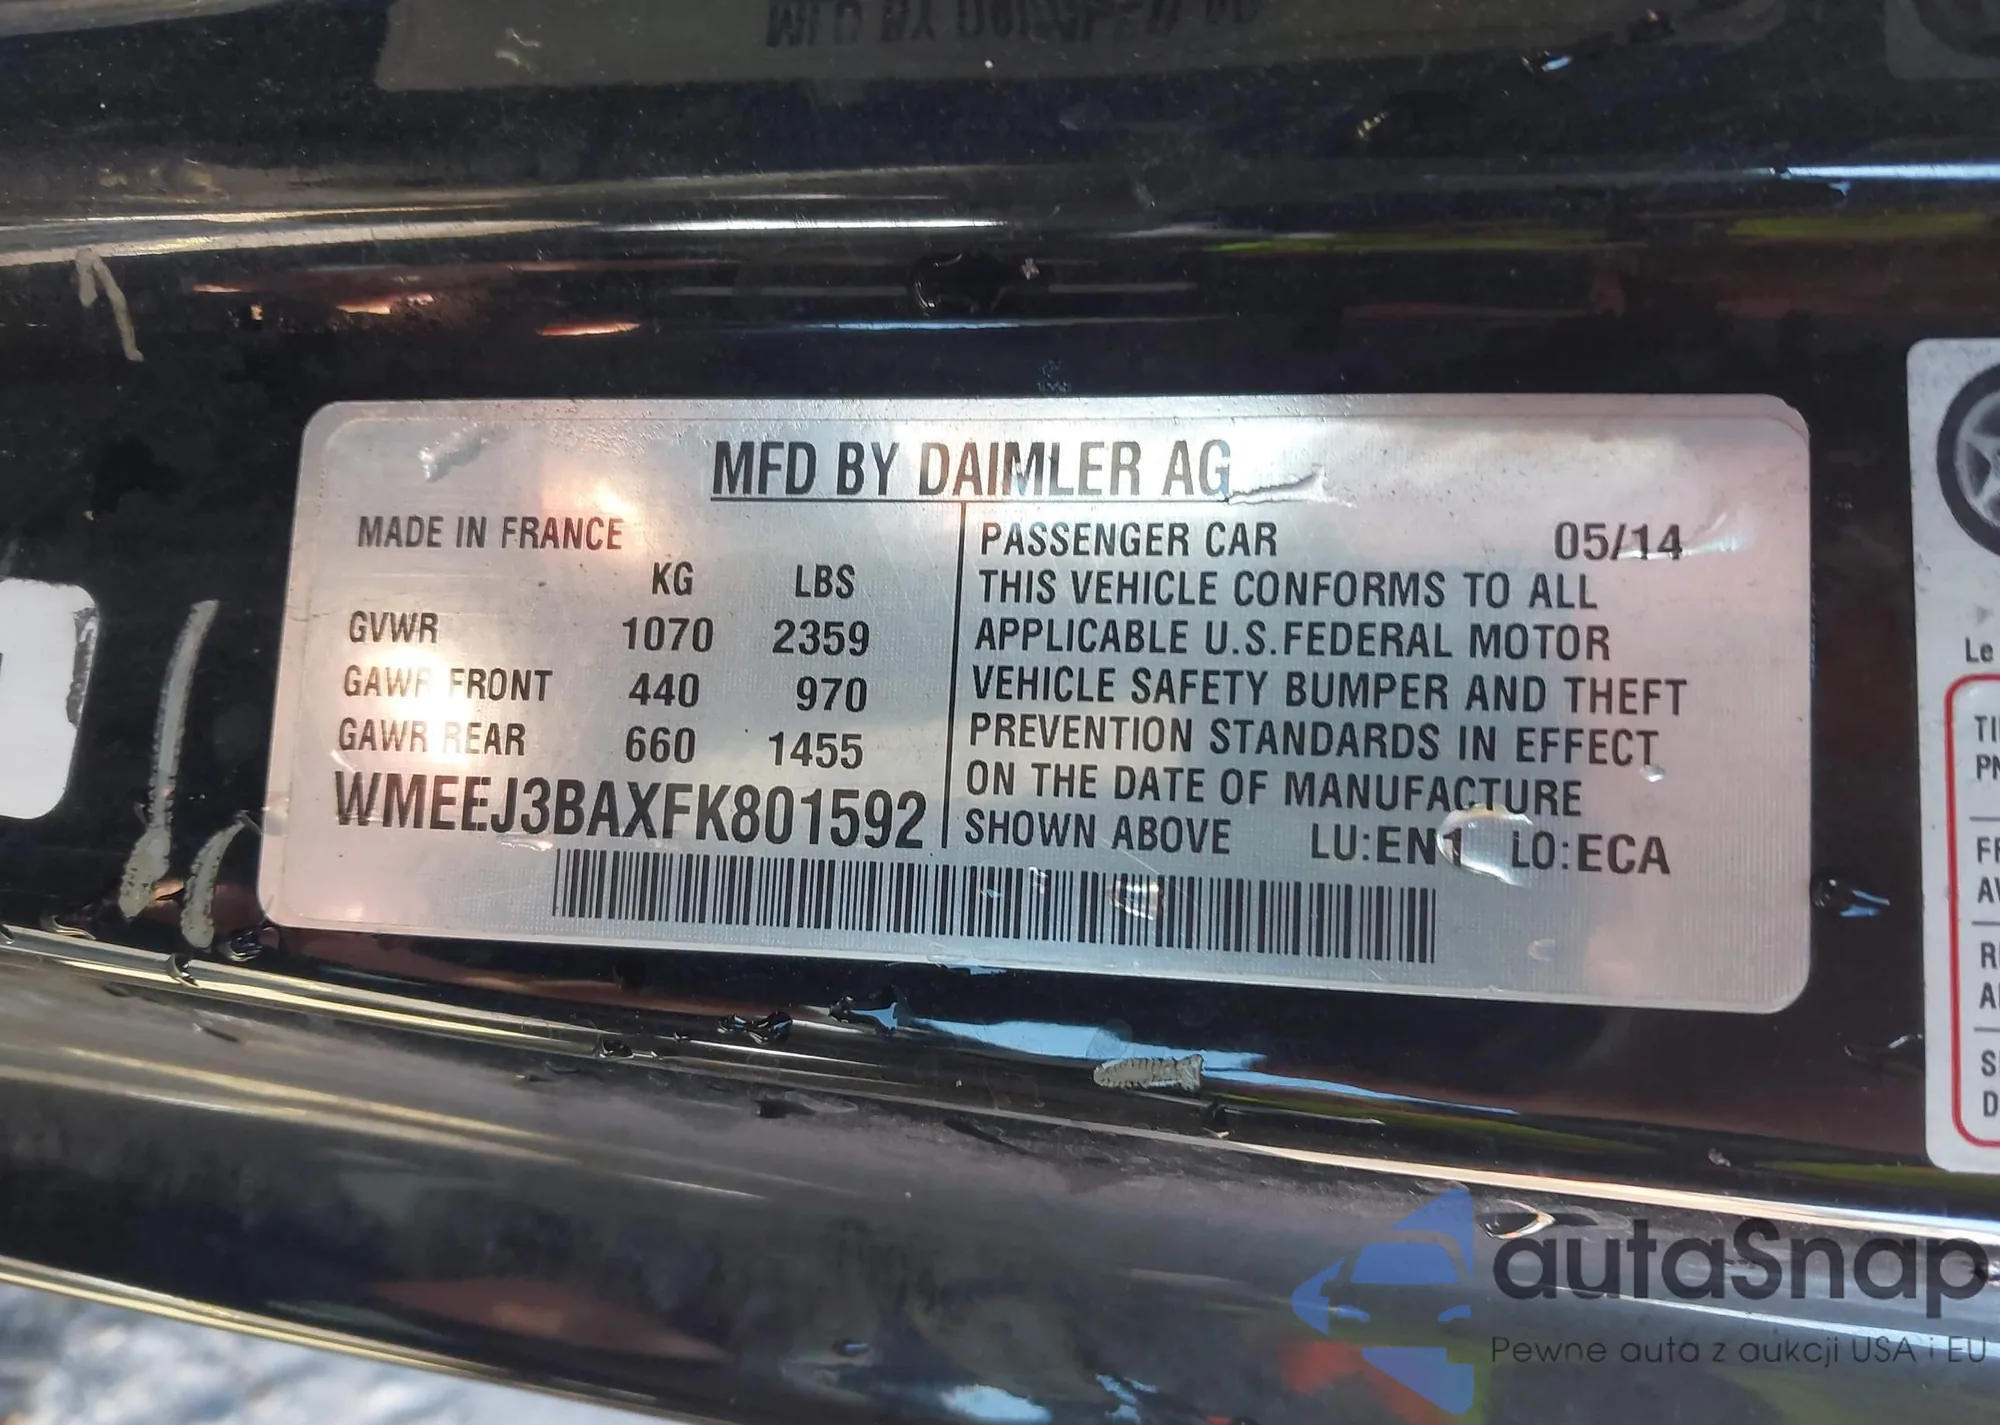 MFD BY DAIMLER AG
MADE IN FRANCE
KG LBS
GVWR 1070 2359
GAWR FRONT 440 970
GAWR REAR 660 1455
WMEEJ3BAXFK801592
PASSENGER CAR 05/14
THIS VEHICLE CONFORMS TO ALL
APPLICABLE U.S.FEDERAL MOTOR
VEHICLE SAFETY BUMPER AND THEFT
PREVENTION STANDARDS IN EFFECT
ON THE DATE OF MANUFACTURE
SHOWN ABOVE LU:EN1 LO:ECA
Le
autaSnap
Pewne auta z aukcji USA i EU